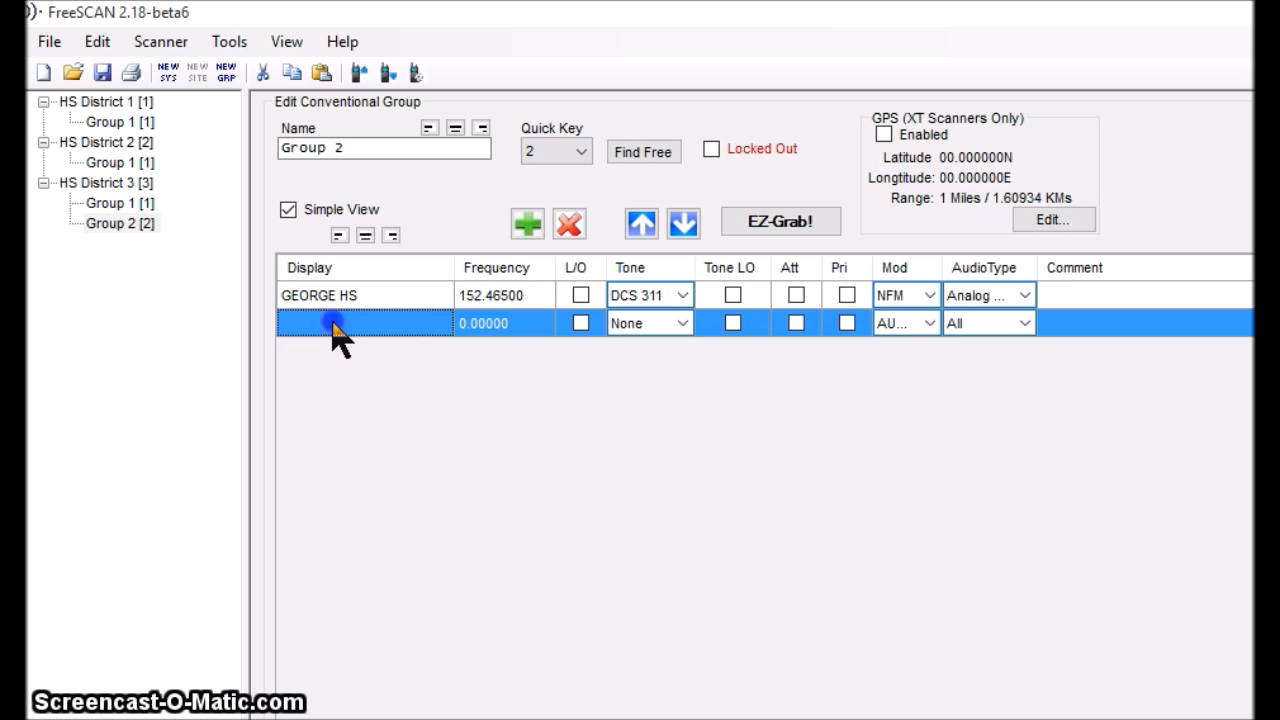 FreeSCAN 2.18-beta6
File Edit Scanner Tools View Help
NEW SYS NEW SITE NEW GRP
HS District 1 [1]
Group 1 [1]
HS District 2 [2]
Group 1 [1]
HS District 3 [3]
Group 1 [1]
Group 2 [2]
Edit Conventional Group
Name Quick Key
Group 2 2 Find Free Locked Out
GPS (XT Scanners Only)
Enabled
Latitude 00.000000N
Longtitude: 00.000000E
Range: 1 Miles / 1.60934 KMs
Edit...
Simple View
EZ-Grab!
Display Frequency L/O Tone Tone LO Att Pri Mod AudioType Comment
GEORGE HS 152.46500 DCS 311 NFM Analog ...
0.00000 None AU... All
Screencast-O-Matic.com